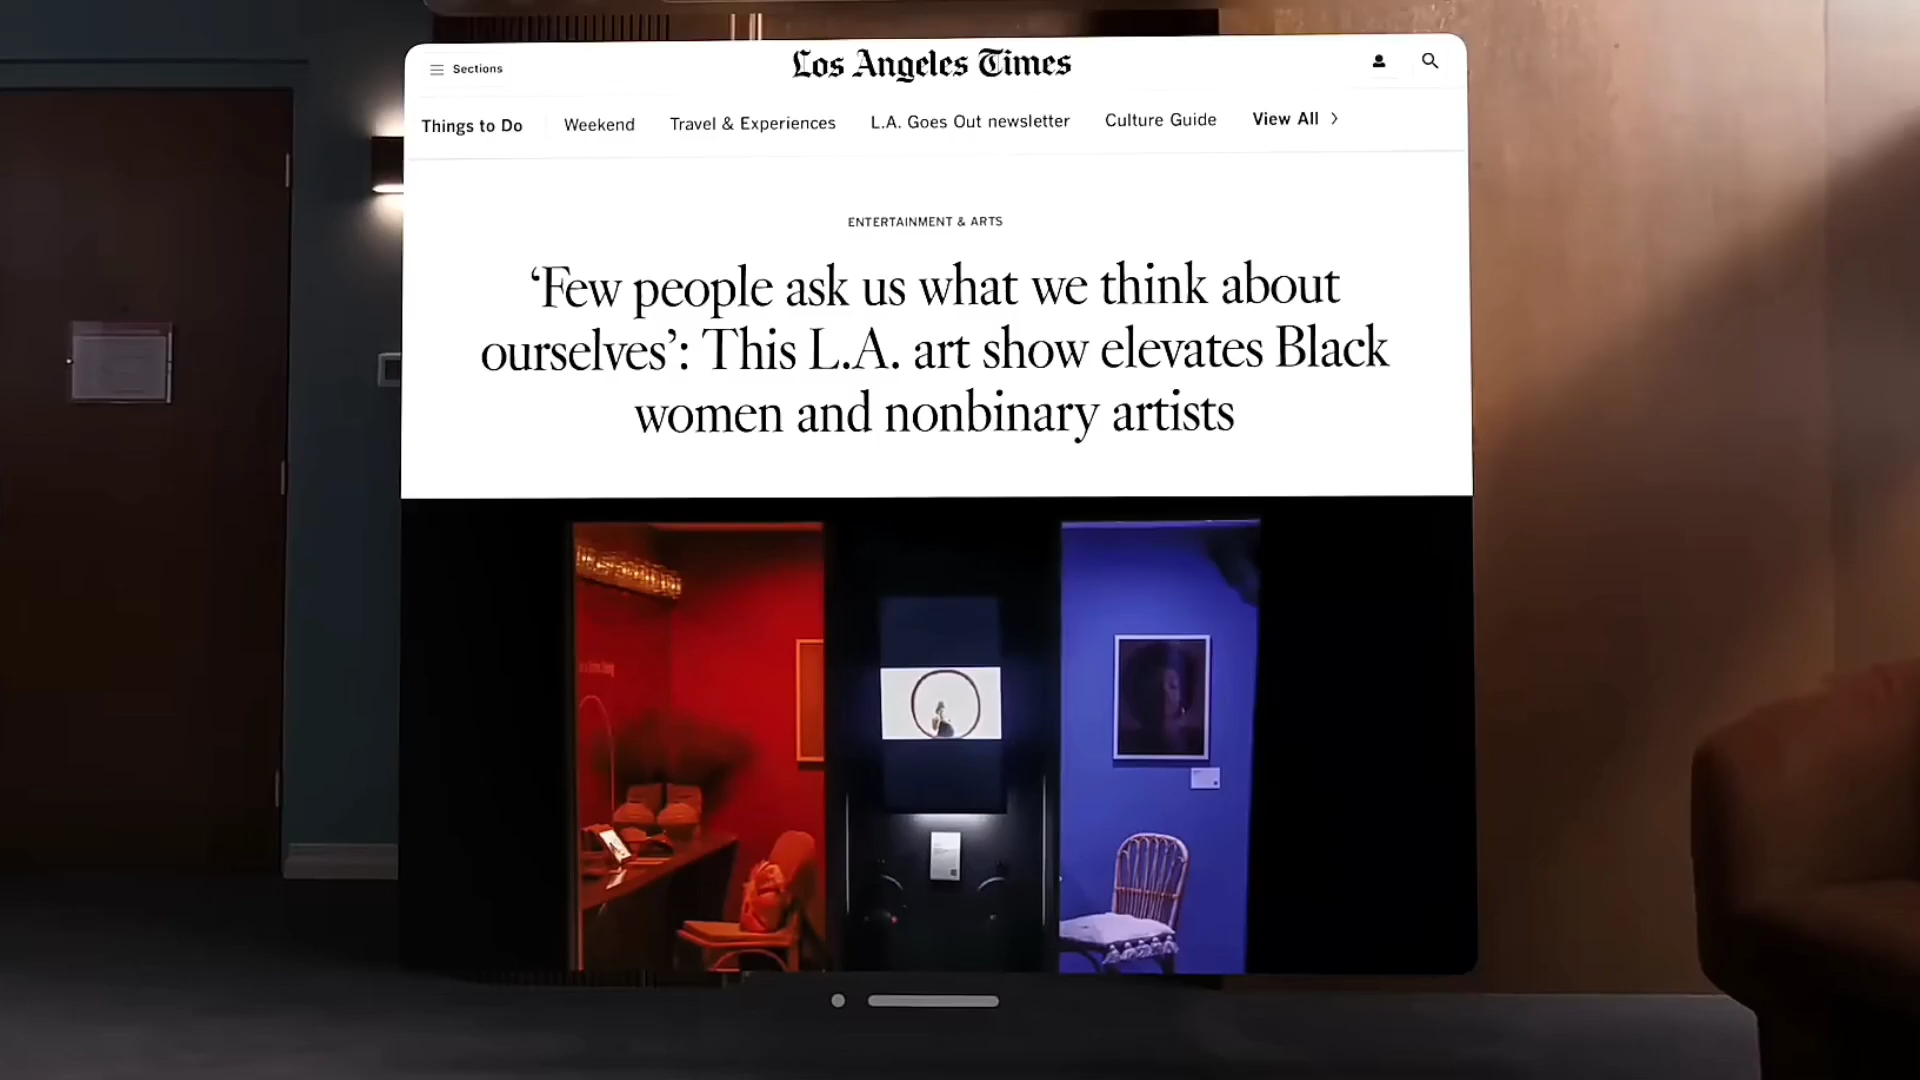 Sections
Los Angeles Times
Things to Do
Weekend
Travel & Experiences
L.A. Goes Out newsletter
Culture Guide
View All
ENTERTAINMENT & ARTS
‘Few people ask us what we think about
ourselves’: This L.A. art show elevates Black
women and nonbinary artists